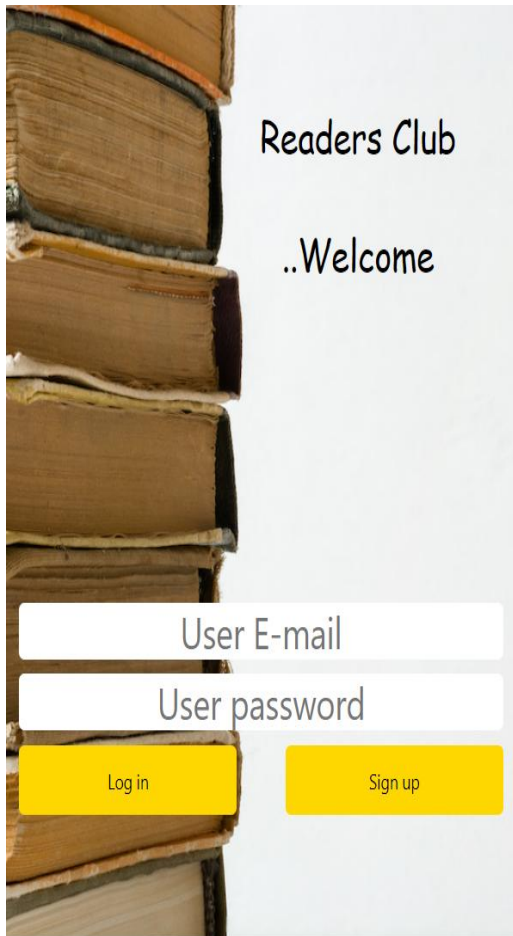 Readers Club
..Welcome
User E-mail
User password
Log in
Sign up